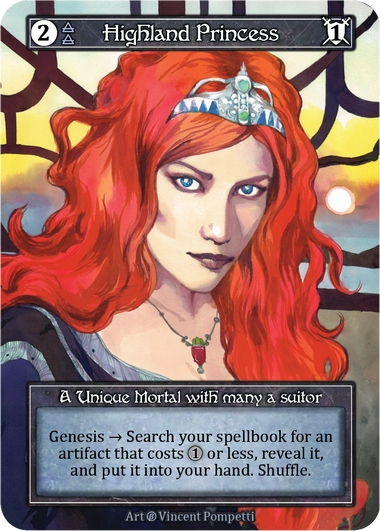 2 Highland Princess 1
A Unique Mortal with many a suitor
Genesis → Search your spellbook for an
artifact that costs ① or less, reveal it,
and put it into your hand. Shuffle.
Art @ Vincent Pompetti